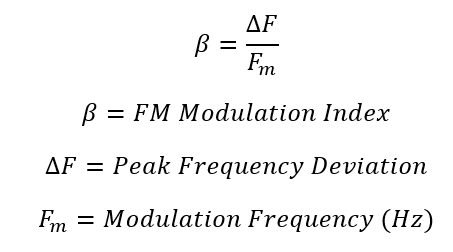 β = ΔF / F_m
β = FM Modulation Index
ΔF = Peak Frequency Deviation
F_m = Modulation Frequency (Hz)